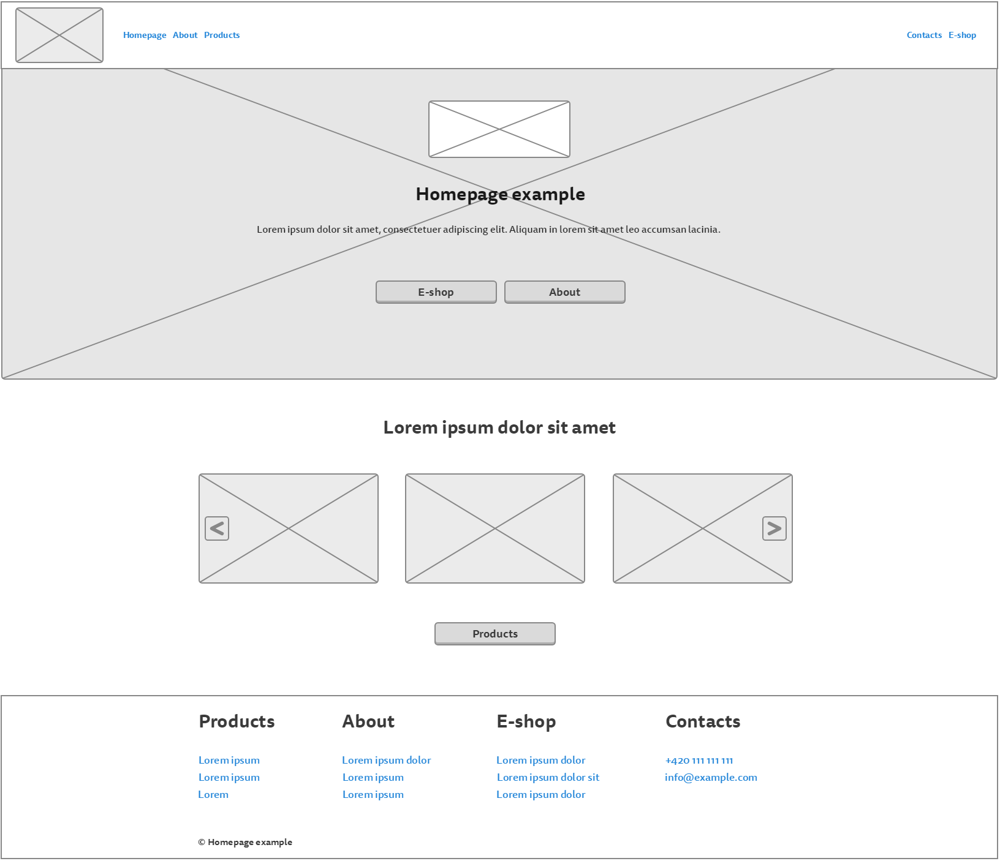 Homepage About Products Contacts E-shop
Homepage example
Lorem ipsum dolor sit amet, consectetuer adipiscing elit. Aliquam in lorem sit amet leo accumsan lacinia.
E-shop About
Lorem ipsum dolor sit amet
< >
Products
Products About E-shop Contacts
Lorem ipsum Lorem ipsum dolor Lorem ipsum dolor +420 111 111 111
Lorem ipsum Lorem ipsum Lorem ipsum dolor sit info@example.com
Lorem Lorem ipsum Lorem ipsum dolor
© Homepage example